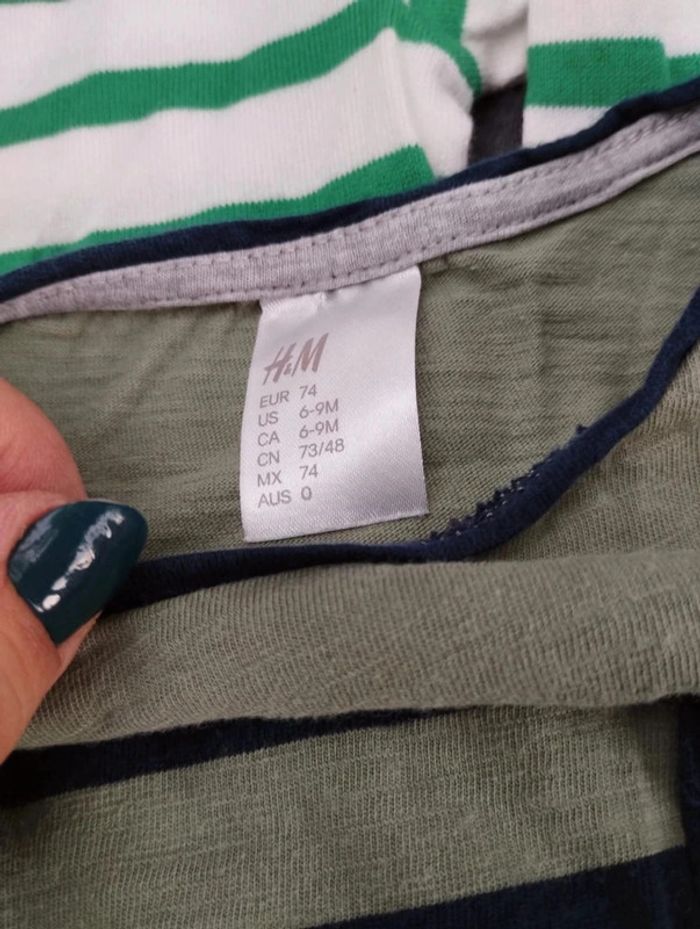 H&M
EUR 74
US 6-9M
CA 6-9M
CN 73/48
MX 74
AUS 0